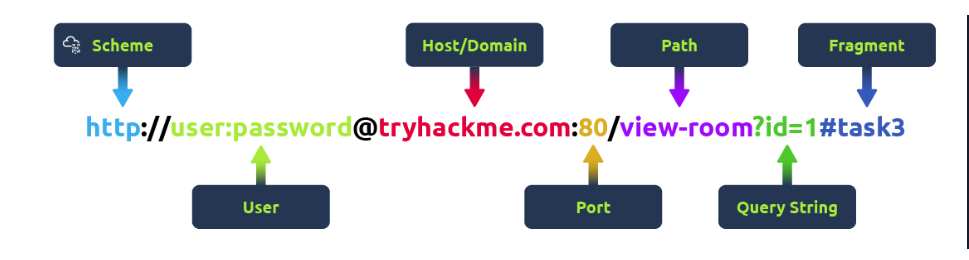 Scheme Host/Domain Path Fragment
http://user:password@tryhackme.com:80/view-room?id=1#task3
User Port Query String